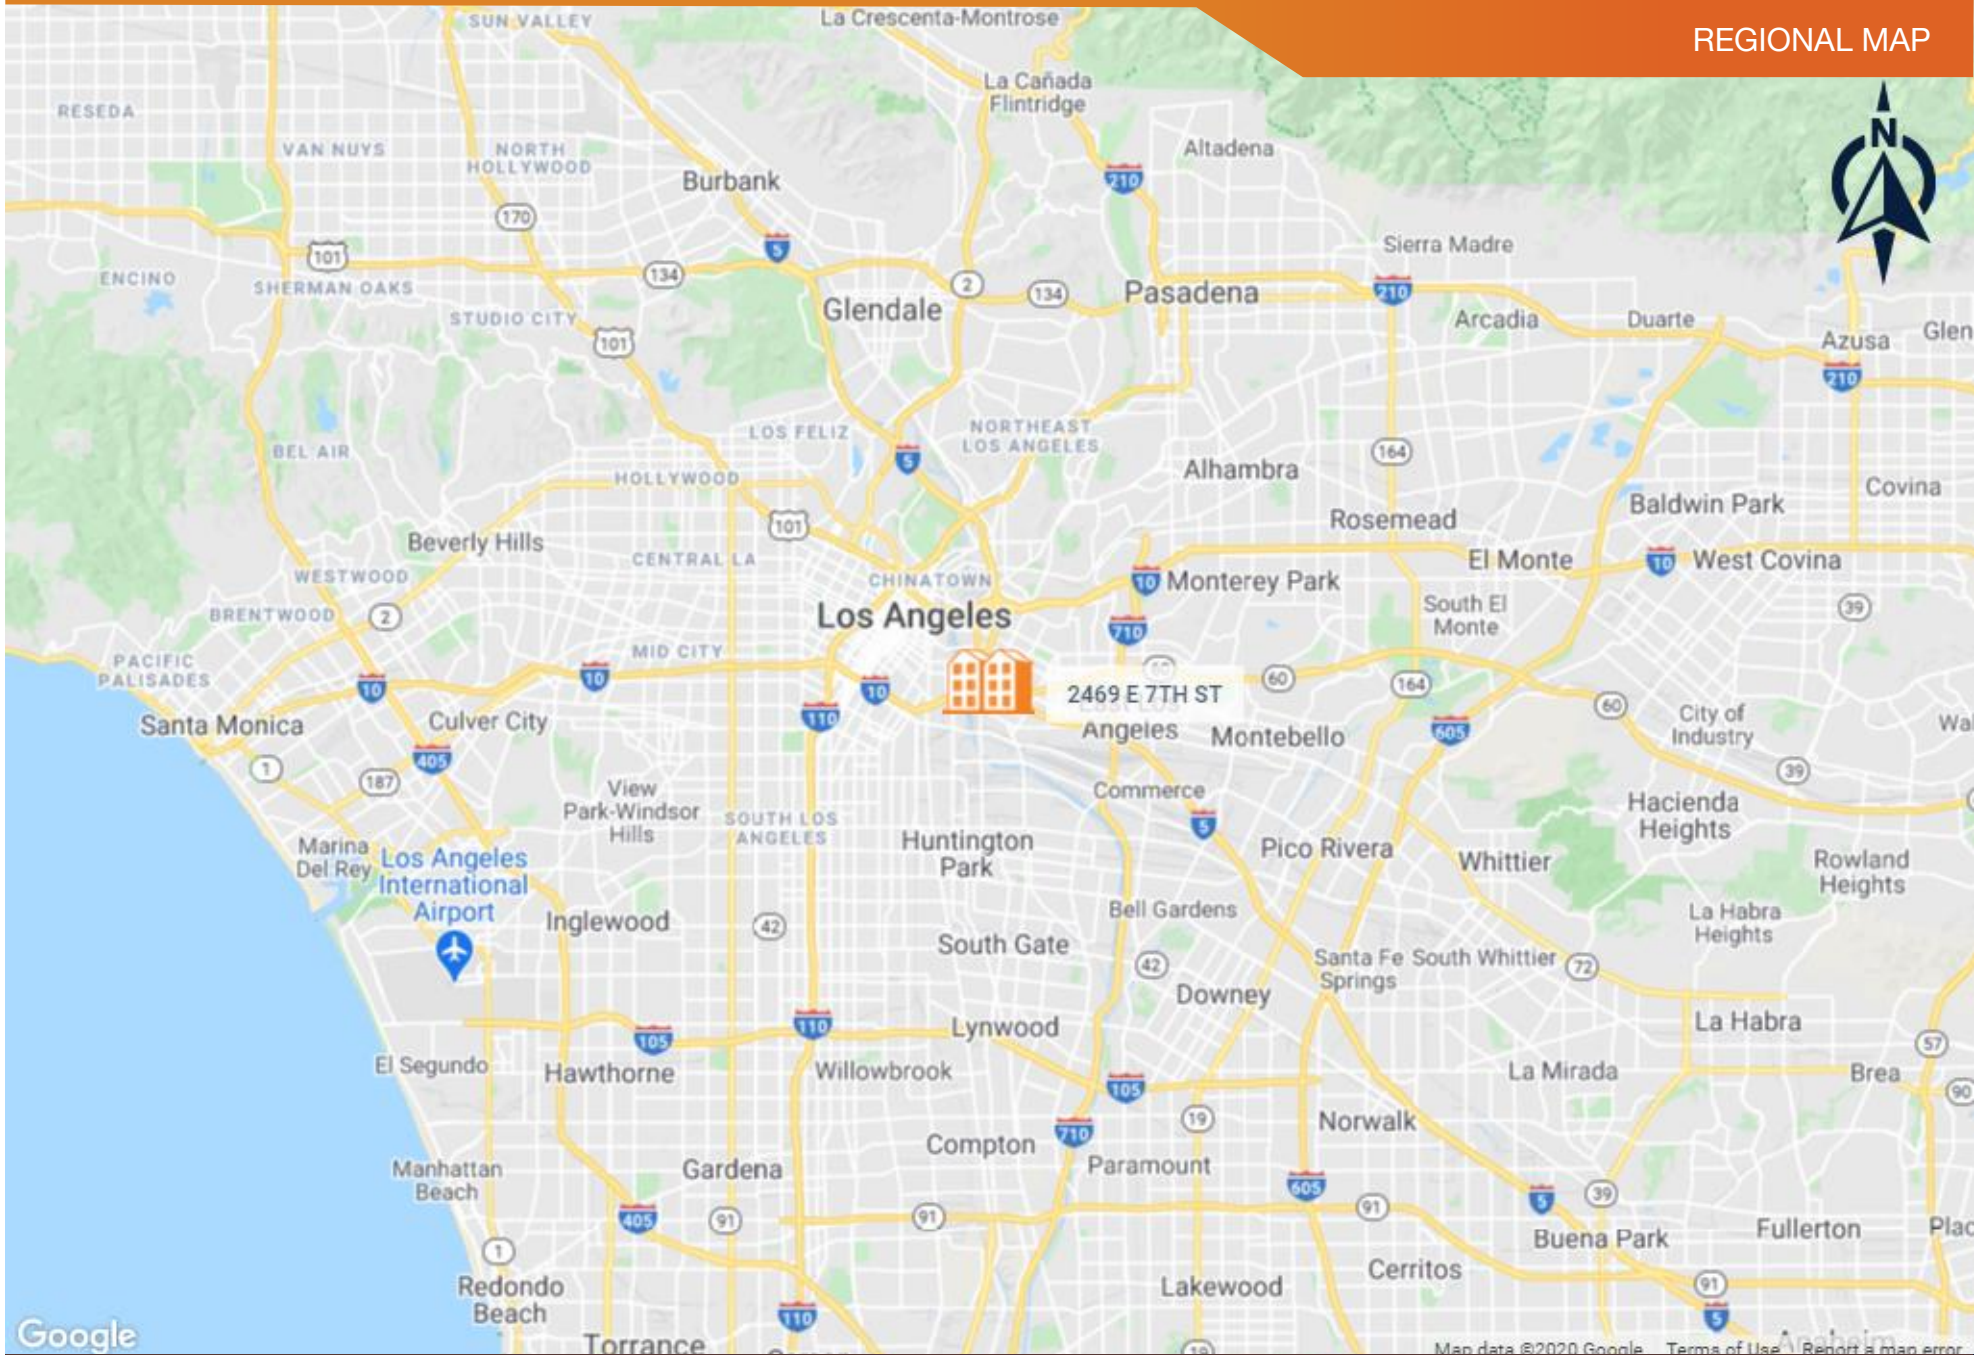 SUN VALLEY
La Crescenta-Montrose
REGIONAL MAP
La Cañada
Flintridge
RESEDA
VAN NUYS
NORTH
HOLLYWOOD
Altadena
N
Burbank
210
170
5
101
134
Sierra Madre
ENCINO
SHERMAN OAKS
2
134
Pasadena
210
Glendale
STUDIO CITY
101
Arcadia
Duarte
Azusa
Glen
210
LOS FELIZ
NORTHEAST
LOS ANGELES
BEL AIR
5
164
Alhambra
HOLLYWOOD
Covina
Baldwin Park
101
Rosemead
Beverly Hills
CENTRAL LA
El Monte
10
West Covina
WESTWOOD
CHINATOWN
10
Monterey Park
BRENTWOOD
2
Los Angeles
710
South El
Monte
39
MID CITY
PACIFIC
PALISADES
10
10
10
60
164
2469 E 7TH ST
60
Santa Monica
Culver City
110
Angeles
Montebello
605
City of
Industry
Wal
405
1
187
39
View
Park-Windsor
Hills
Commerce
SOUTH LOS
ANGELES
5
Hacienda
Heights
Marina
Del Rey
Los Angeles
International
Airport
Huntington
Park
Pico Rivera
Whittier
Rowland
Heights
Inglewood
42
Bell Gardens
La Habra
Heights
South Gate
42
Santa Fe
Springs
South Whittier
72
Downey
110
105
Lynwood
La Habra
57
El Segundo
Hawthorne
Willowbrook
105
La Mirada
Brea
90
19
Norwalk
710
Compton
Manhattan
Beach
Gardena
Paramount
605
5
39
405
91
91
91
Buena Park
Fullerton
Plac
1
Redondo
Beach
Lakewood
Cerritos
91
110
5
Google
Torrance
19
Anaheim
Map data ©2020 Google
Terms of Use
Report a map error